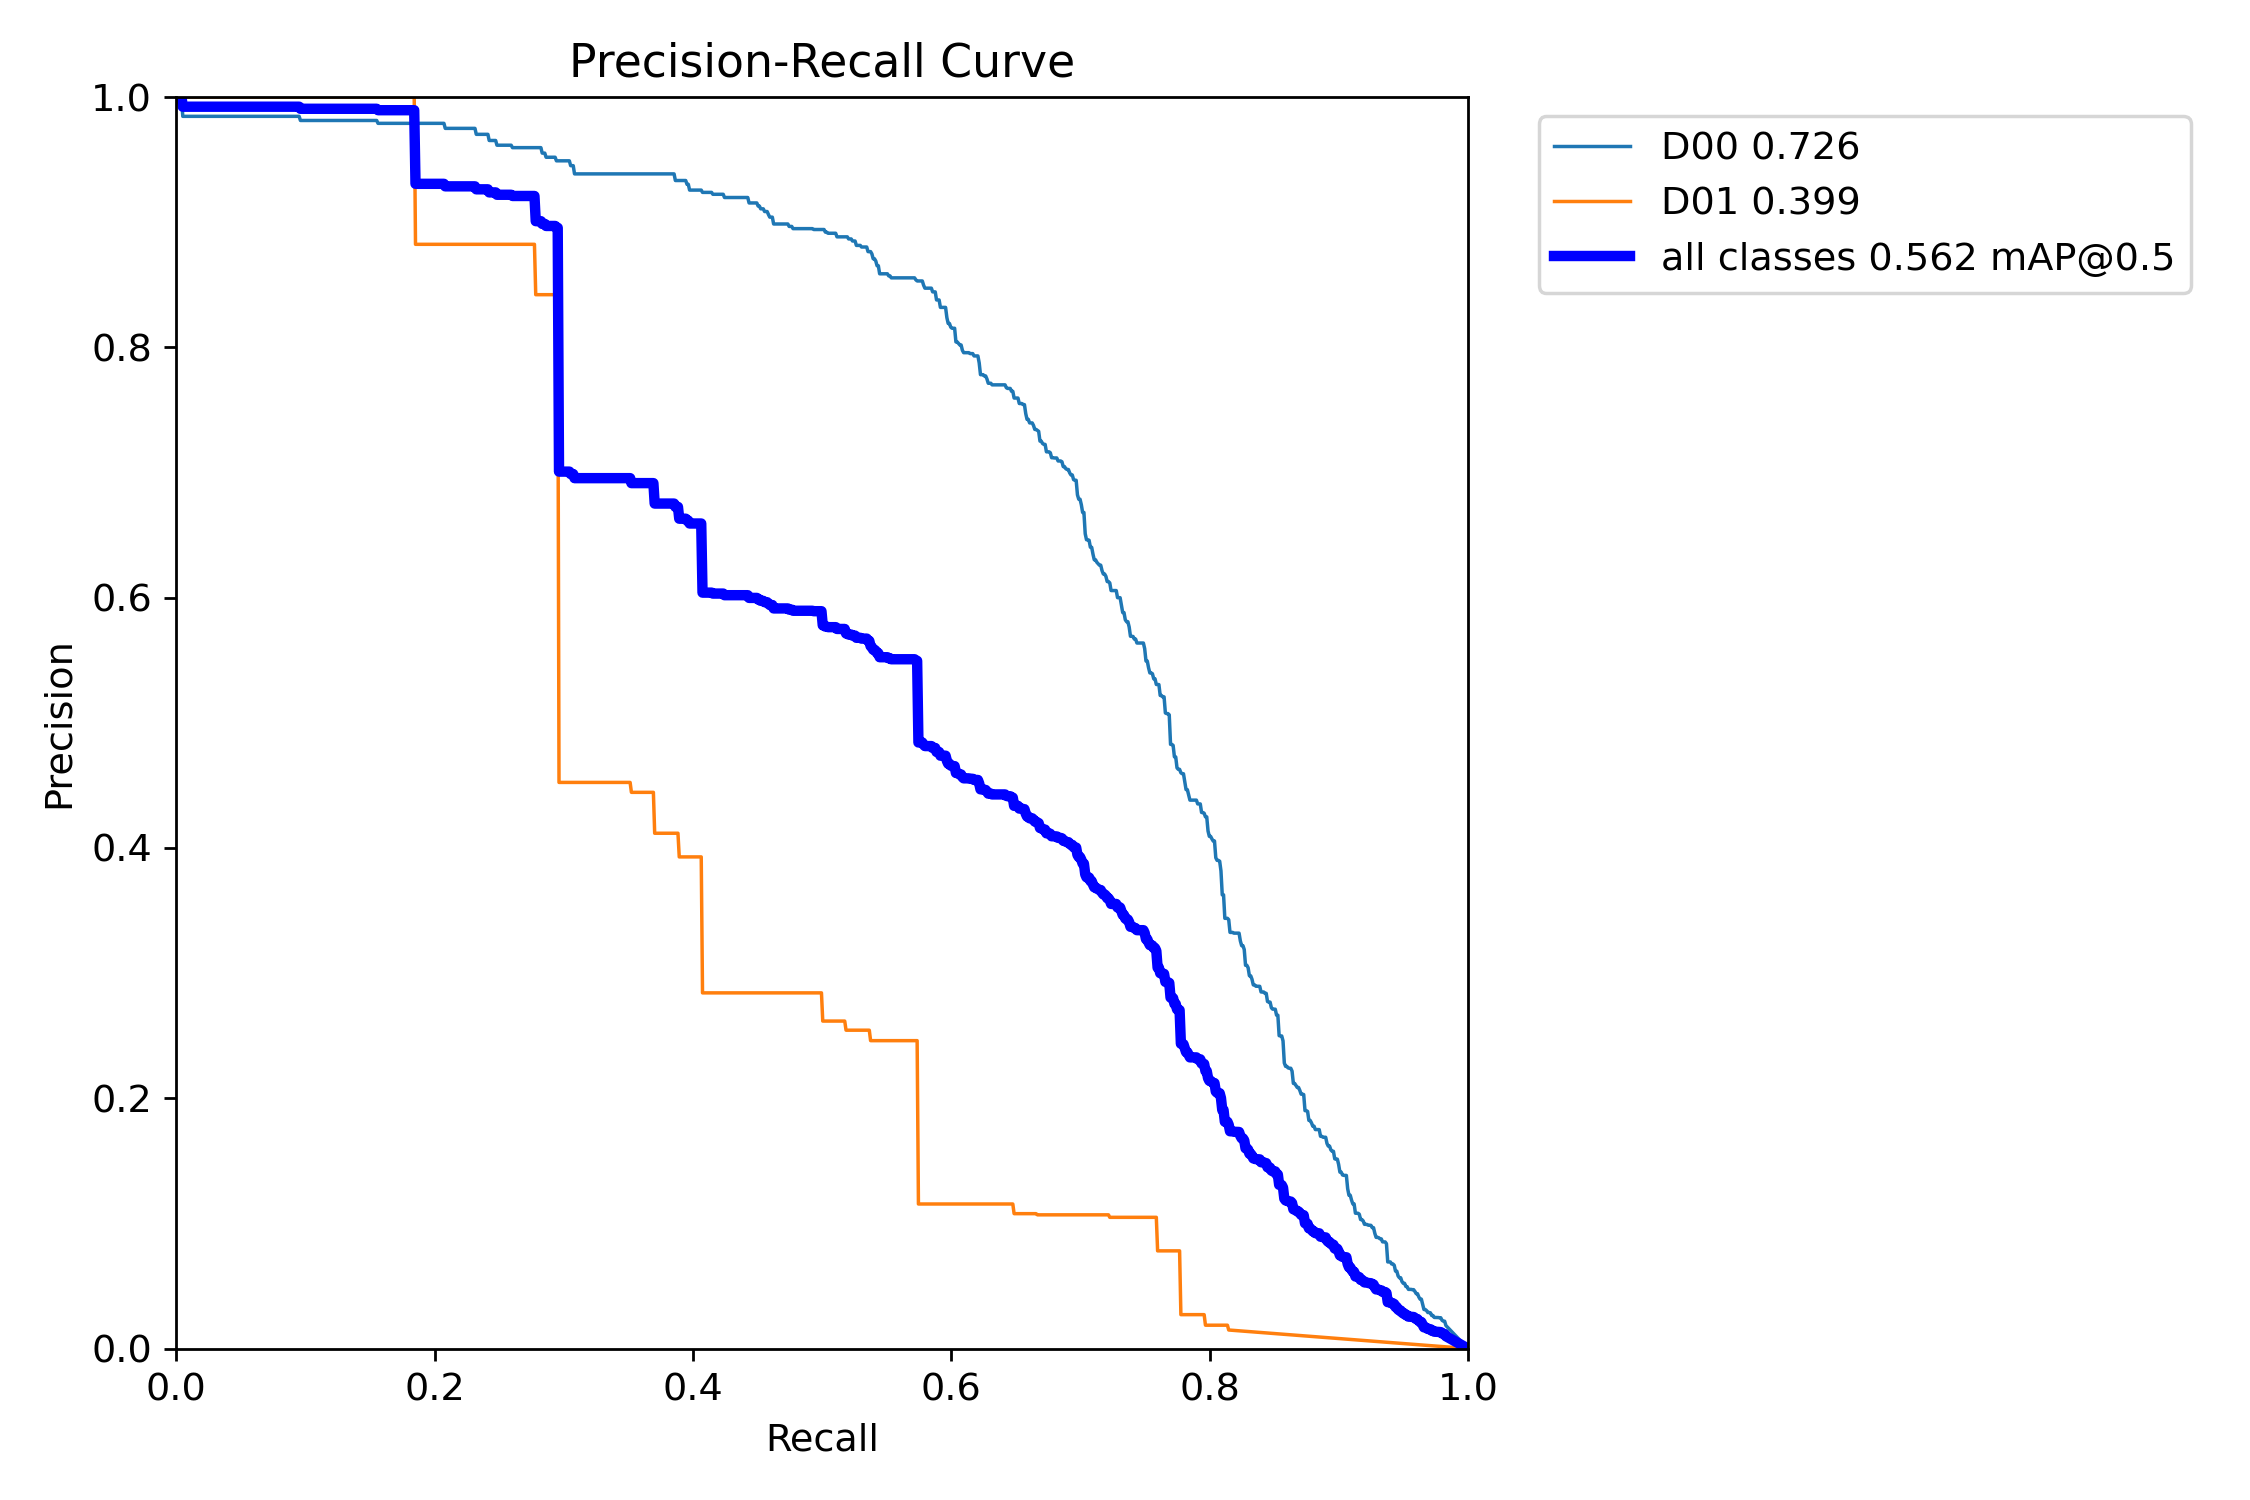 Precision-Recall Curve
1.0
0.8
0.6
0.4
0.2
0.0
Precision
0.0 0.2 0.4 0.6 0.8 1.0
Recall
D00 0.726
D01 0.399
all classes 0.562 mAP@0.5